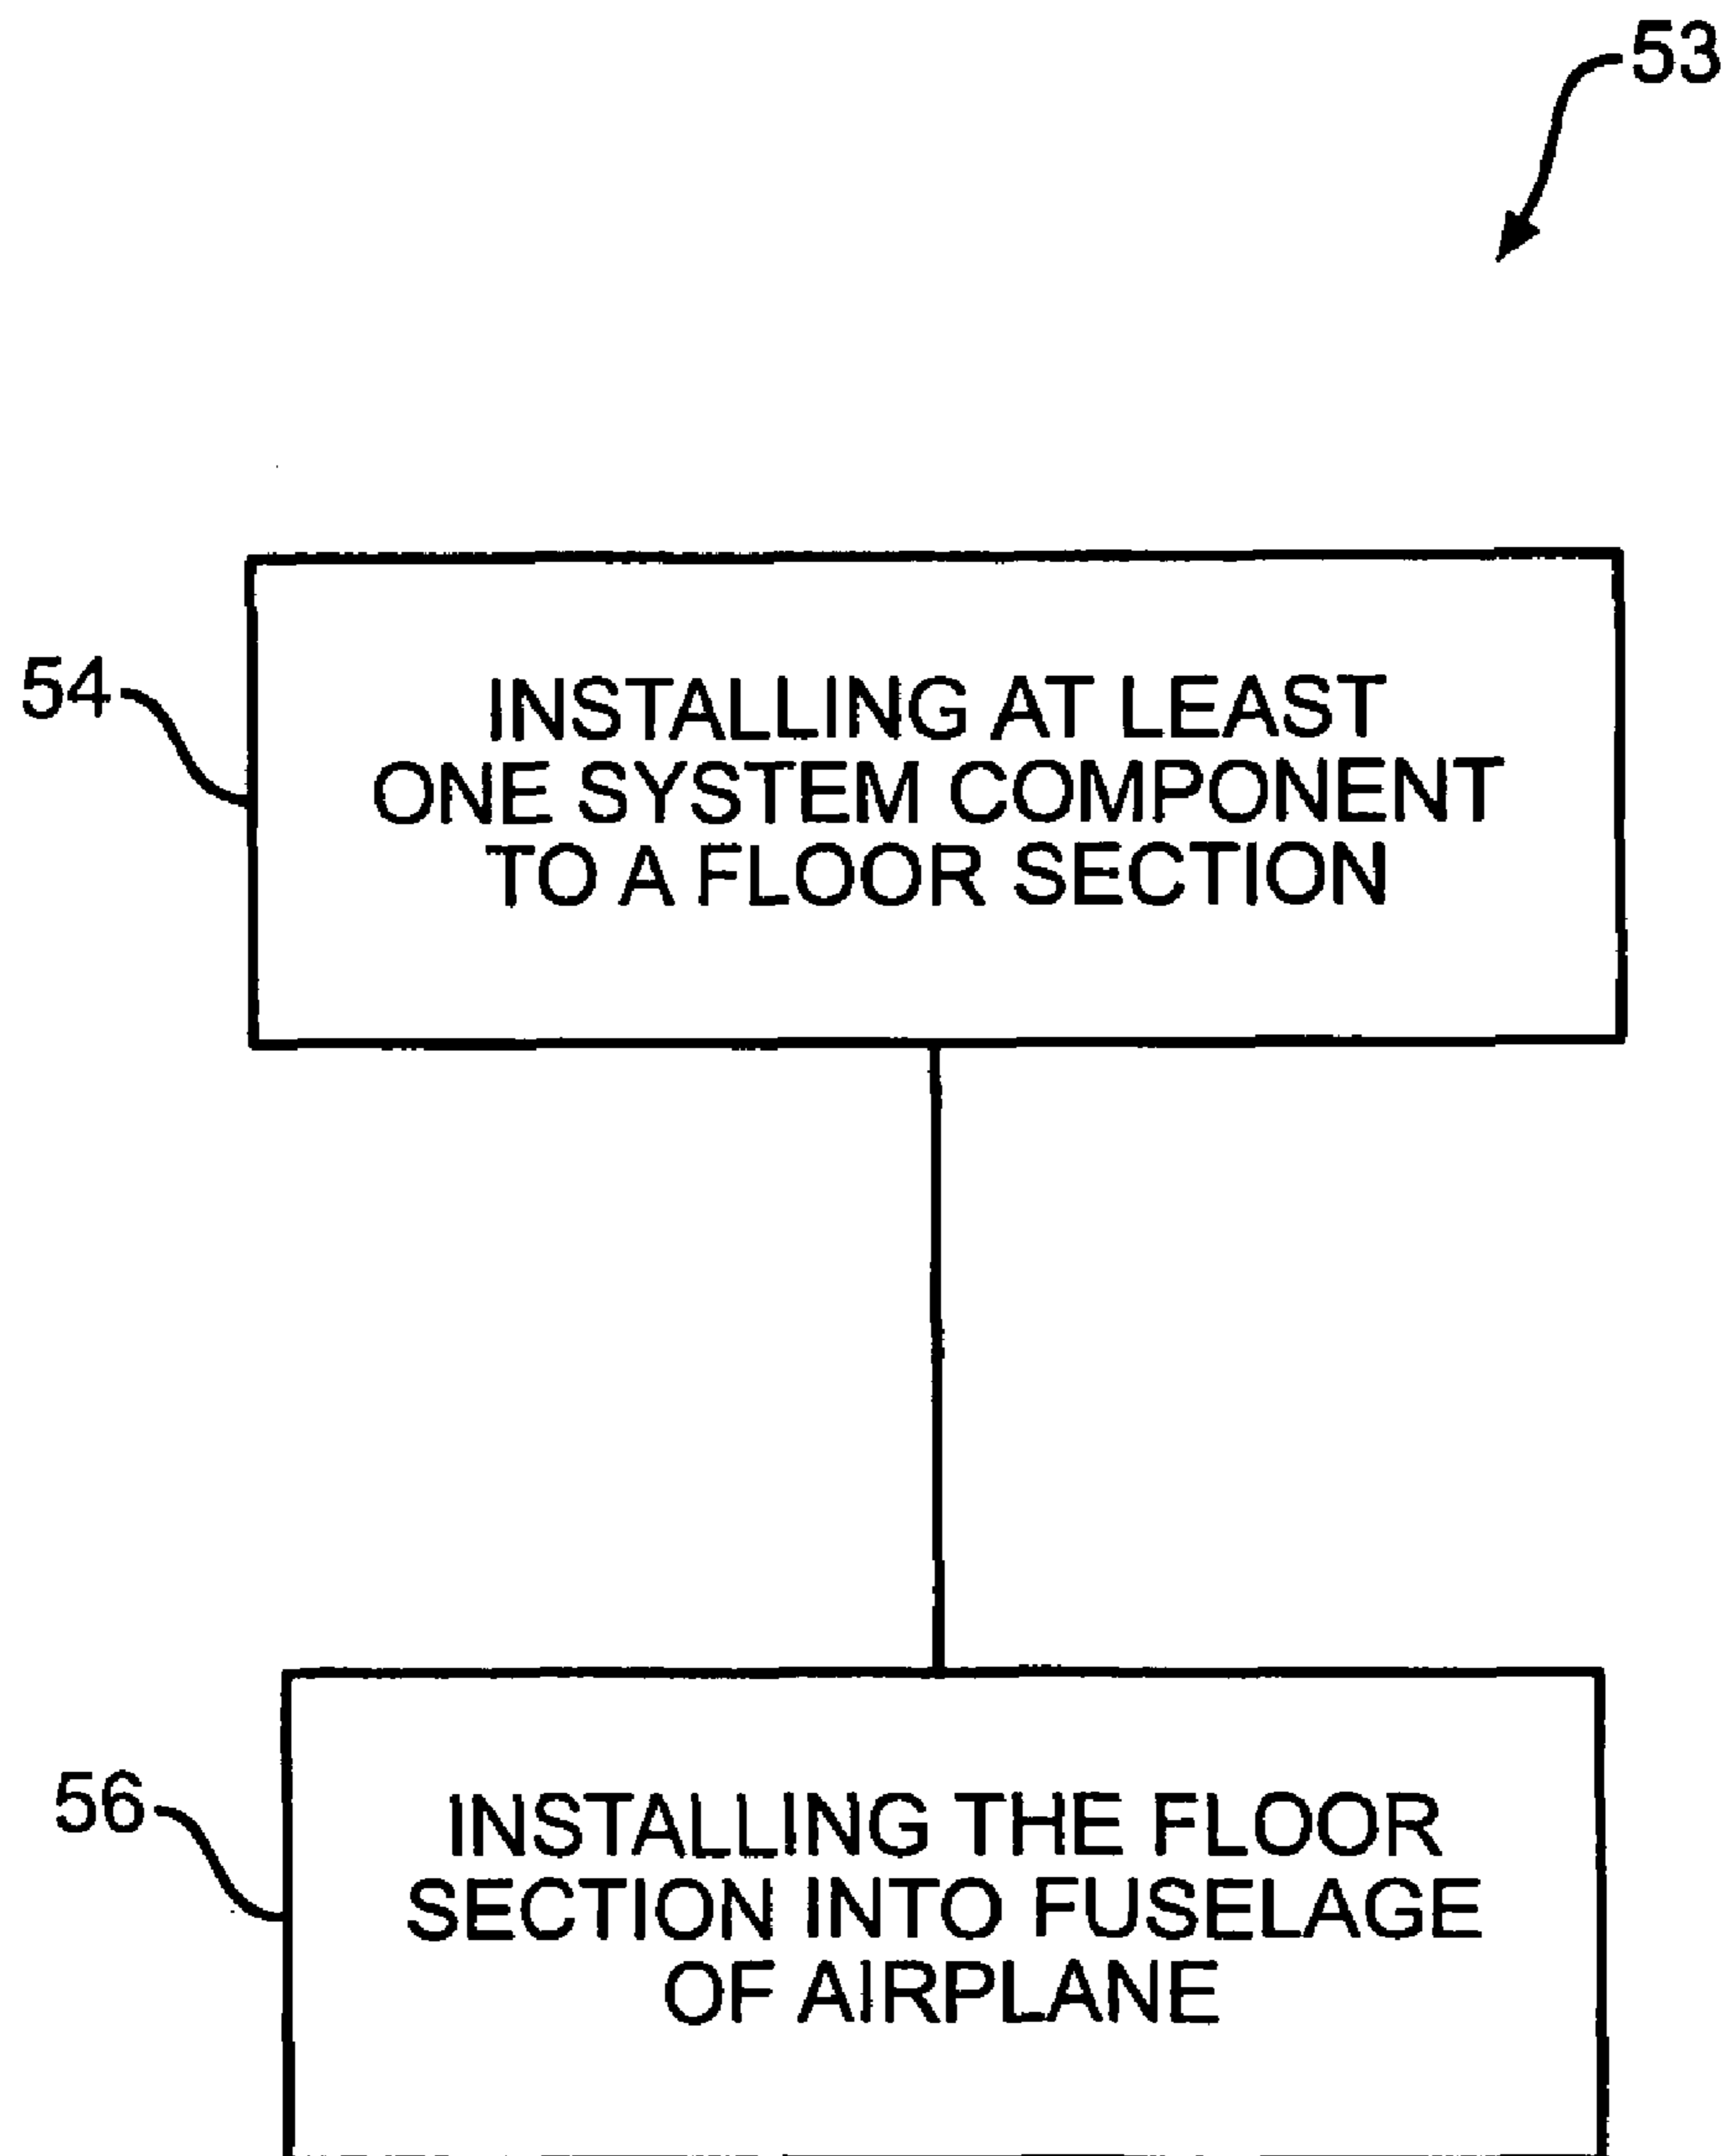 53
54
INSTALLING AT LEAST
ONE SYSTEM COMPONENT
TO A FLOOR SECTION
56
INSTALLING THE FLOOR
SECTION INTO FUSELAGE
OF AIRPLANE